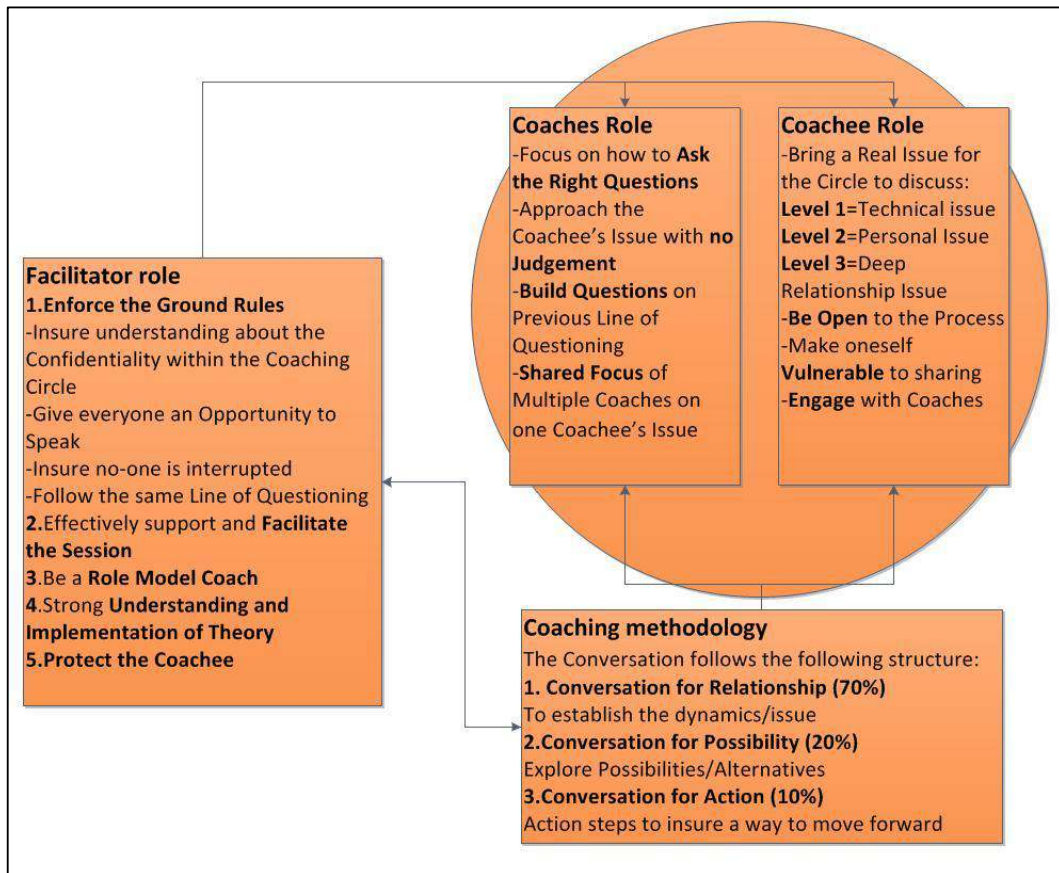 Coaches Role
-Focus on how to Ask
the Right Questions
-Approach the
Coachee's Issue with no
Judgement
-Build Questions on
Previous Line of
Questioning
-Shared Focus of
Multiple Coaches on
one Coachee's Issue
Coachee Role
-Bring a Real Issue for
the Circle to discuss:
Level 1=Technical issue
Level 2=Personal Issue
Level 3=Deep
Relationship Issue
-Be Open to the Process
-Make oneself
Vulnerable to sharing
-Engage with Coaches
Facilitator role
1.Enforce the Ground Rules
-Insure understanding about the
Confidentiality within the Coaching
Circle
-Give everyone an Opportunity to
Speak
-Insure no-one is interrupted
-Follow the same Line of Questioning
2.Effectively support and Facilitate
the Session
3.Be a Role Model Coach
4.Strong Understanding and
Implementation of Theory
5.Protect the Coachee
Coaching methodology
The Conversation follows the following structure:
1. Conversation for Relationship (70%)
To establish the dynamics/issue
2.Conversation for Possibility (20%)
Explore Possibilities/Alternatives
3.Conversation for Action (10%)
Action steps to insure a way to move forward